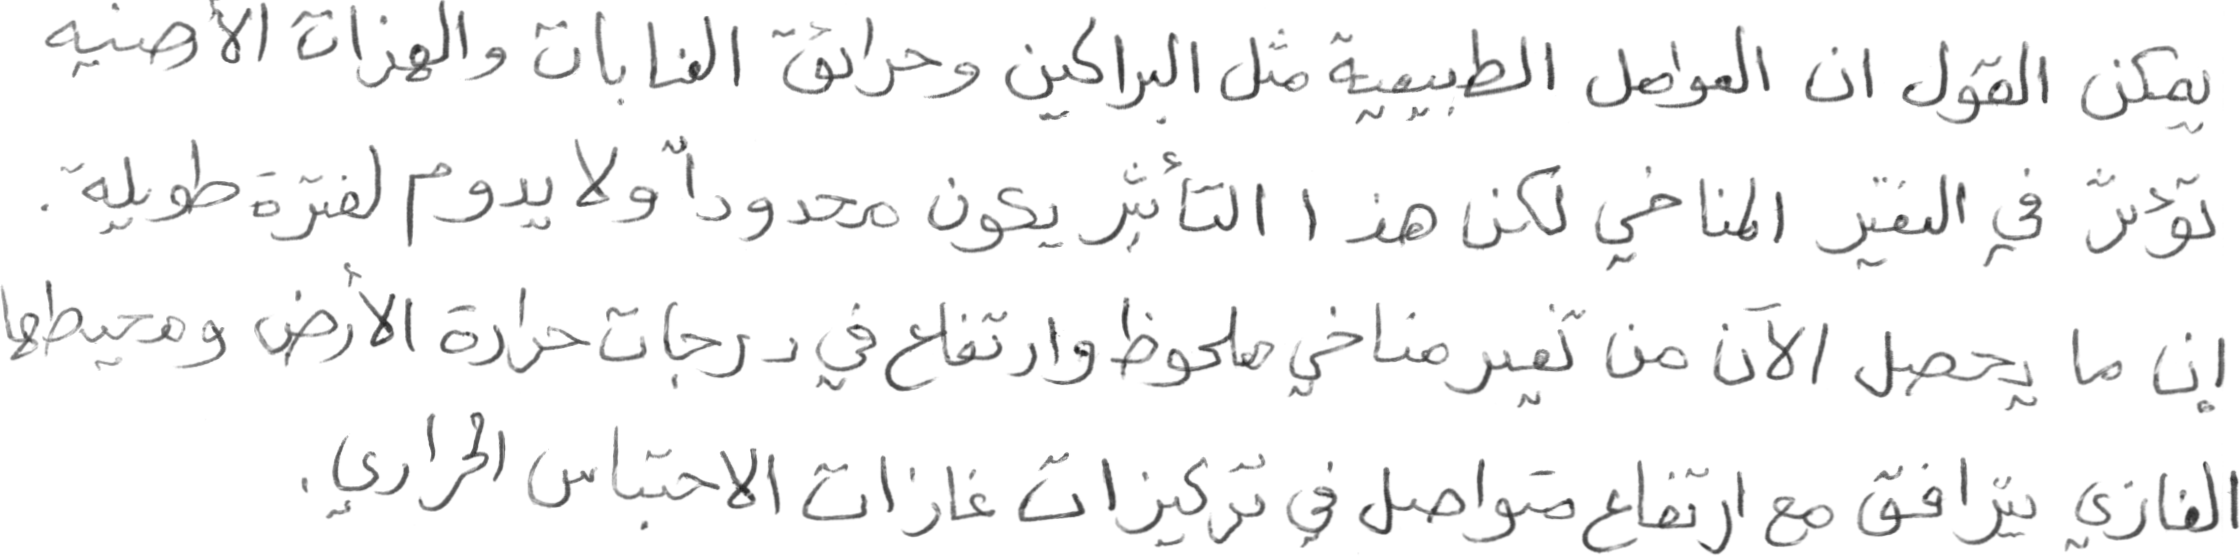 يمكن القول ان العوامل الطبيعية مثل البراكين وحرائق الغابات والهزات الأرضيه
تؤثر في التغير المناخي لكن هذا التأثير يكون محدوداً ولا يدوم لفترة طويلة.
إن ما يحصل الآن من تغير مناخي ملحوظ وارتفاع في درجات حرارة الأرض ومحيطها
الغازي يترافق مع ارتفاع متواصل في تركيزات غازات الاحتباس الحراري.